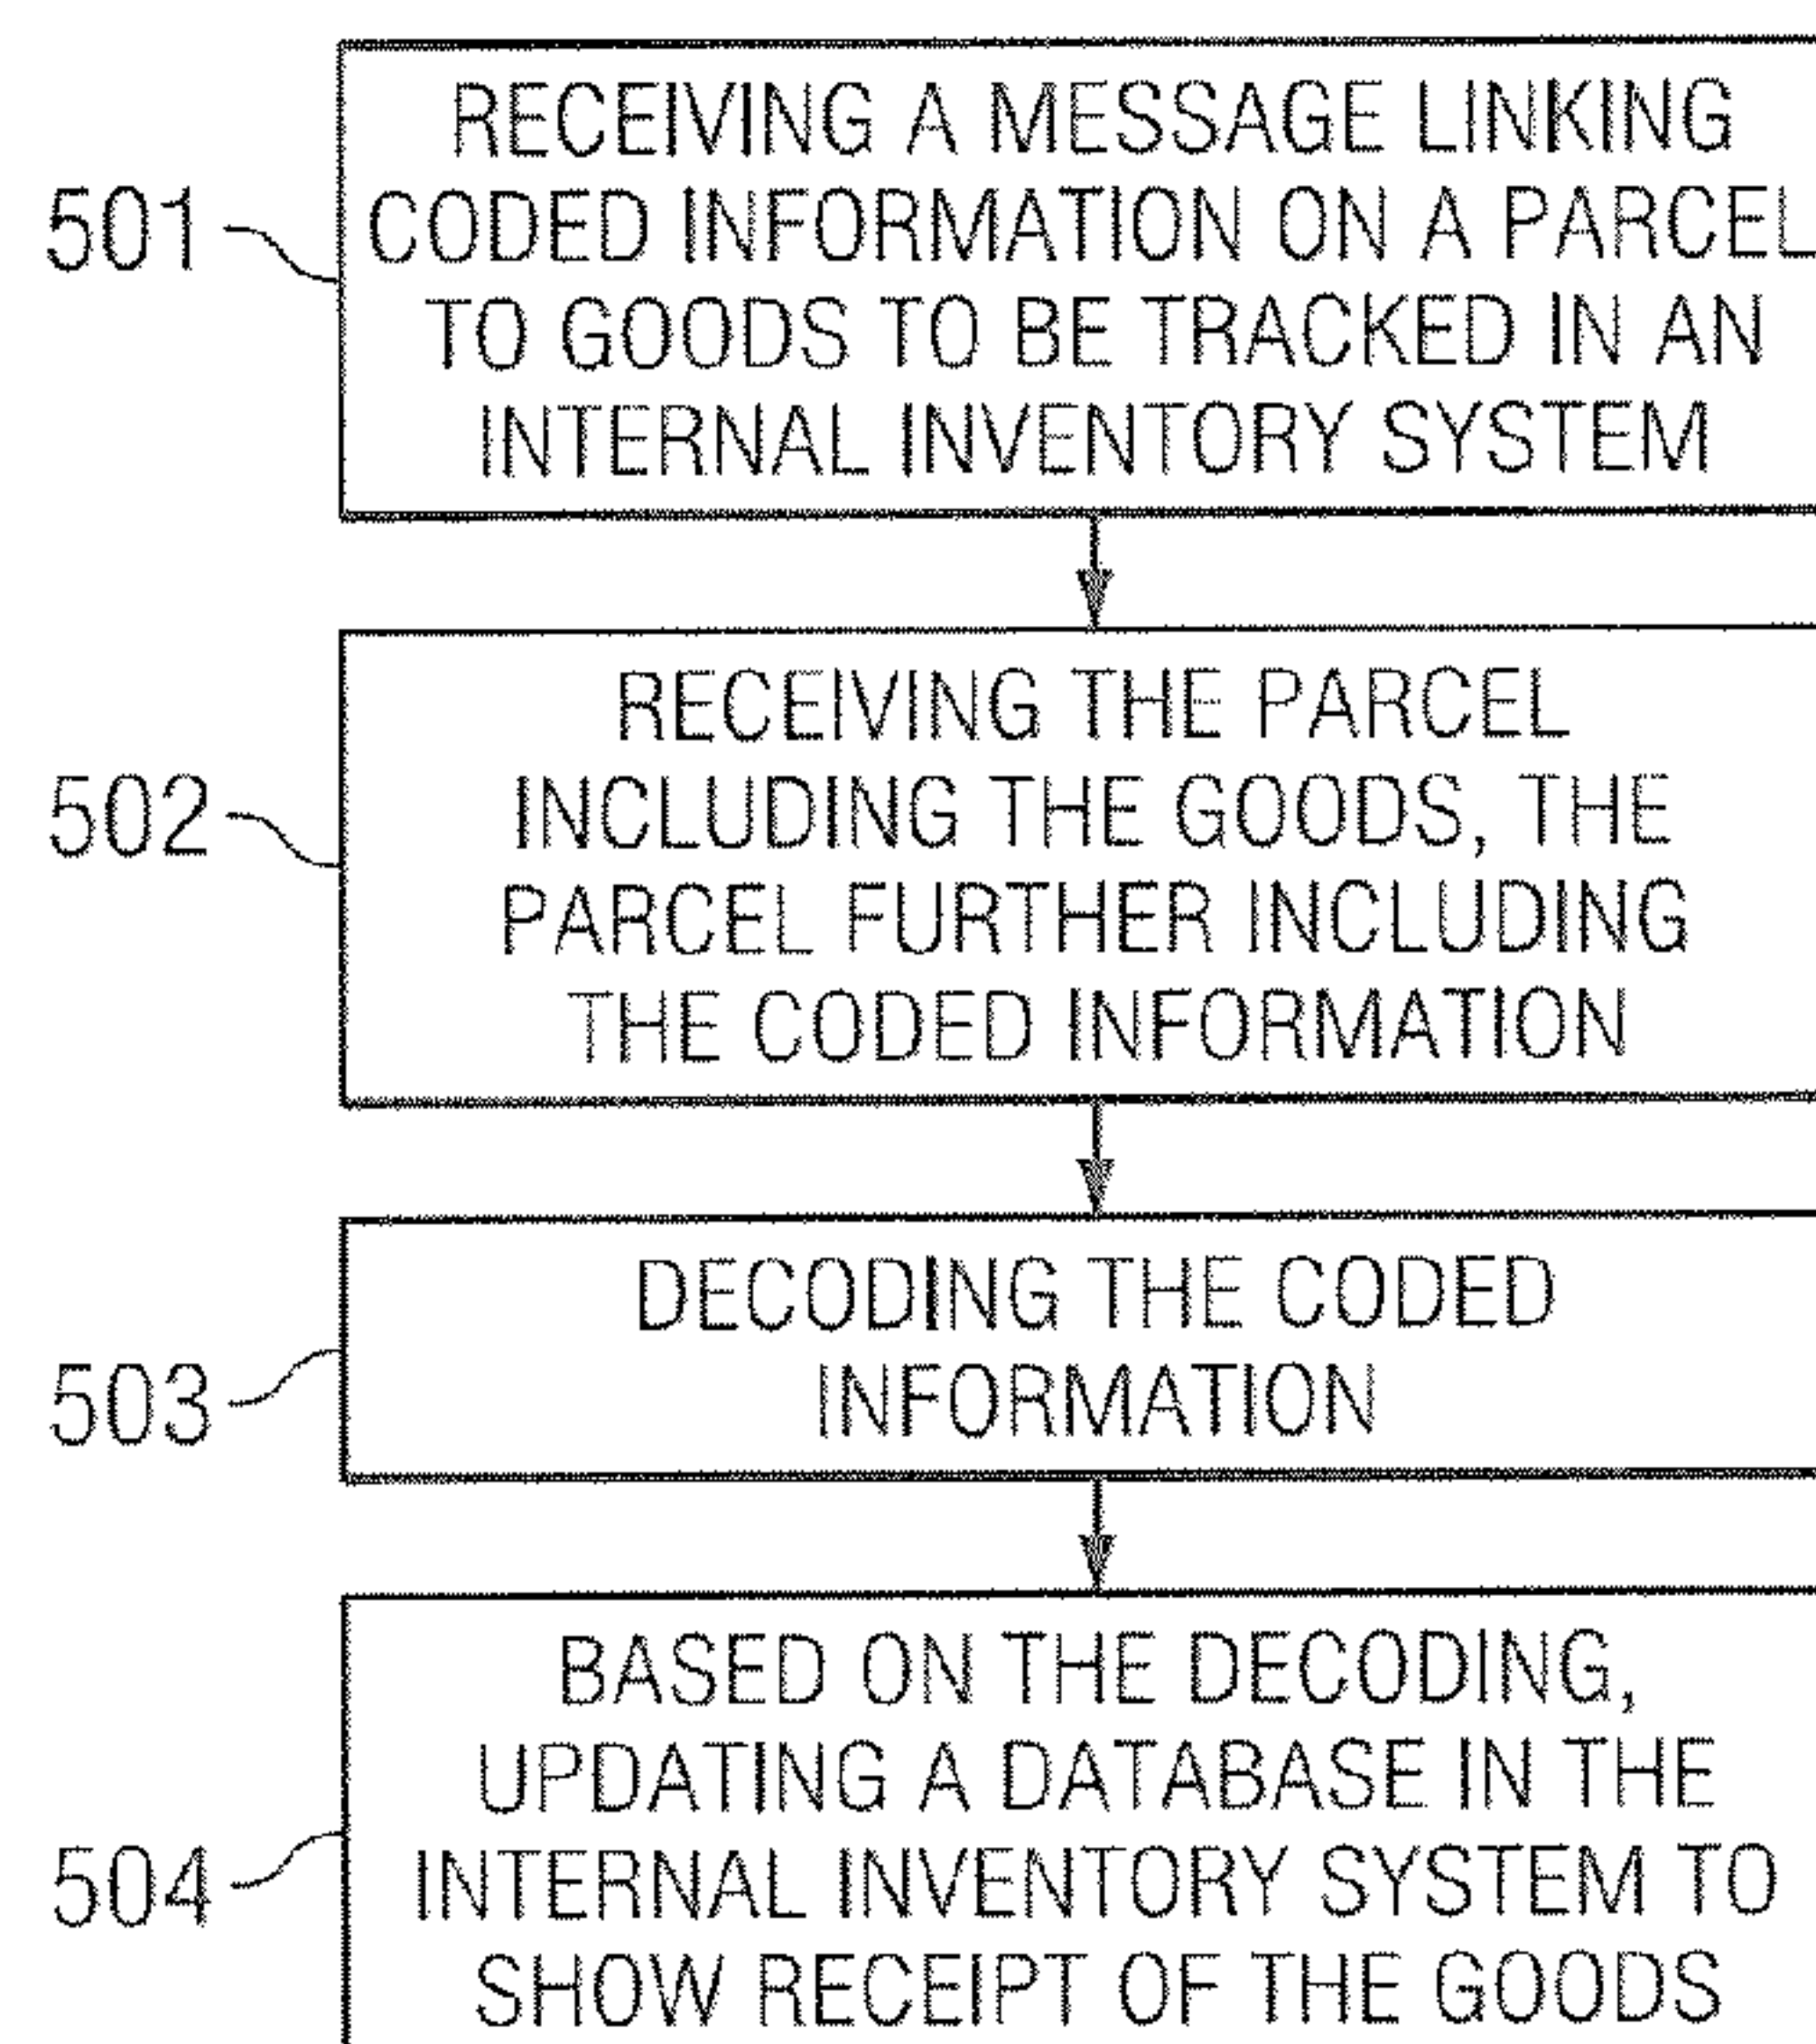 RECEIVING A MESSAGE LINKING
501 CODED INFORMATION ON A PARCEL
TO GOODS TO BE TRACKED IN AN
INTERNAL INVENTORY SYSTEM
RECEIVING THE PARCEL
502 INCLUDING THE GOODS, THE
PARCEL FURTHER INCLUDING
THE CODED INFORMATION
DECODING THE CODED
503 INFORMATION
BASED ON THE DECODING,
UPDATING A DATABASE IN THE
504 INTERNAL INVENTORY SYSTEM TO
SHOW RECEIPT OF THE GOODS